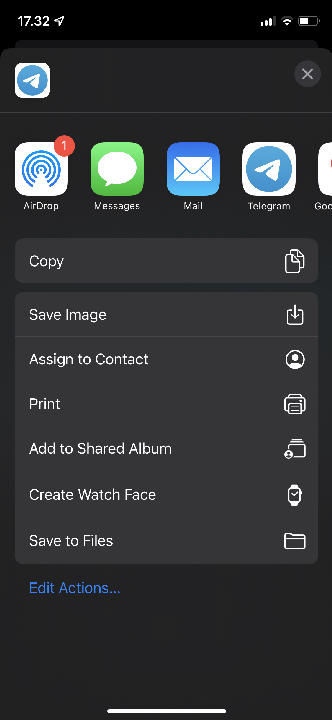 17.32
1
AirDrop
Messages
Mail
Telegram
Goo
Copy
Save Image
Assign to Contact
Print
Add to Shared Album
Create Watch Face
Save to Files
Edit Actions...